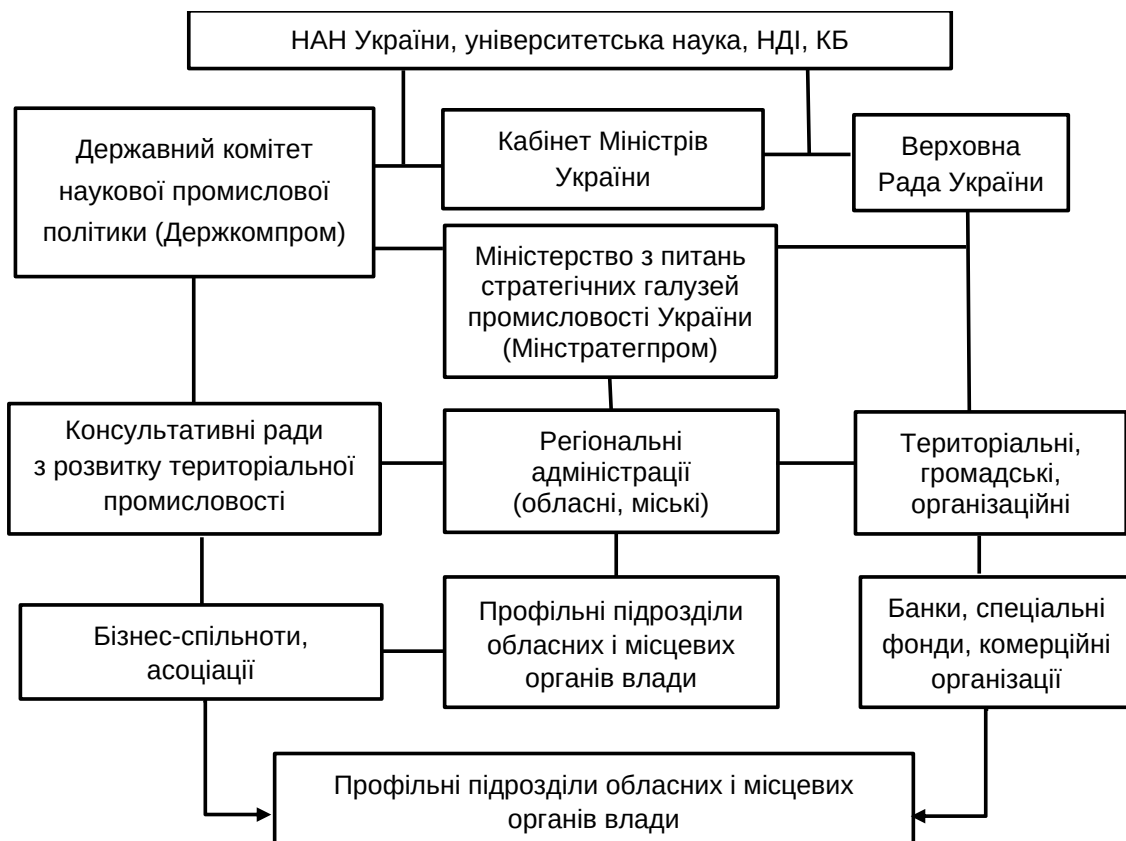 НАН України, університетська наука, НДІ, КБ
Державний комітет
наукової промислової
політики (Держкомпром)
Кабінет Міністрів
України
Верховна
Рада України
Міністерство з питань
стратегічних галузей
промисловості України
(Мінстратегпром)
Консультативні ради
з розвитку територіальної
промисловості
Регіональні
адміністрації
(обласні, міські)
Територіальні,
громадські,
організаційні
Бізнес-спільноти,
асоціації
Профільні підрозділи
обласних і місцевих
органів влади
Банки, спеціальні
фонди, комерційні
організації
Профільні підрозділи обласних і місцевих
органів влади